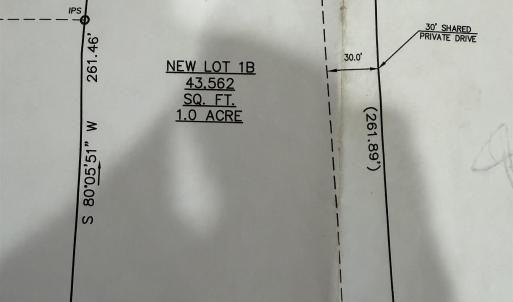 IPS
30' SHARED
PRIVATE DRIVE
30.0'
NEW LOT 1B
43,562
SQ. FT.
1.0 ACRE
S 80°05'51" W 261.46'
(261.89')